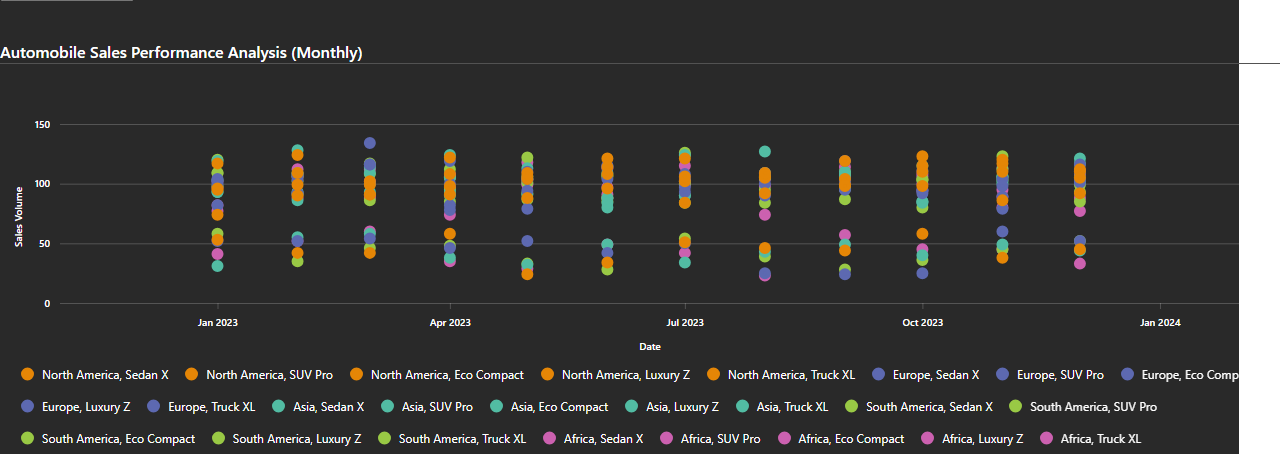 Automobile Sales Performance Analysis (Monthly)
150
100
50
0
Sales Volume
Jan 2023 Apr 2023 Jul 2023 Oct 2023 Jan 2024
Date
North America, Sedan X North America, SUV Pro North America, Eco Compact North America, Luxury Z North America, Truck XL Europe, Sedan X Europe, SUV Pro Europe, Eco Comp
Europe, Luxury Z Europe, Truck XL Asia, Sedan X Asia, SUV Pro Asia, Eco Compact Asia, Luxury Z Asia, Truck XL South America, Sedan X South America, SUV Pro
South America, Eco Compact South America, Luxury Z South America, Truck XL Africa, Sedan X Africa, SUV Pro Africa, Eco Compact Africa, Luxury Z Africa, Truck XL